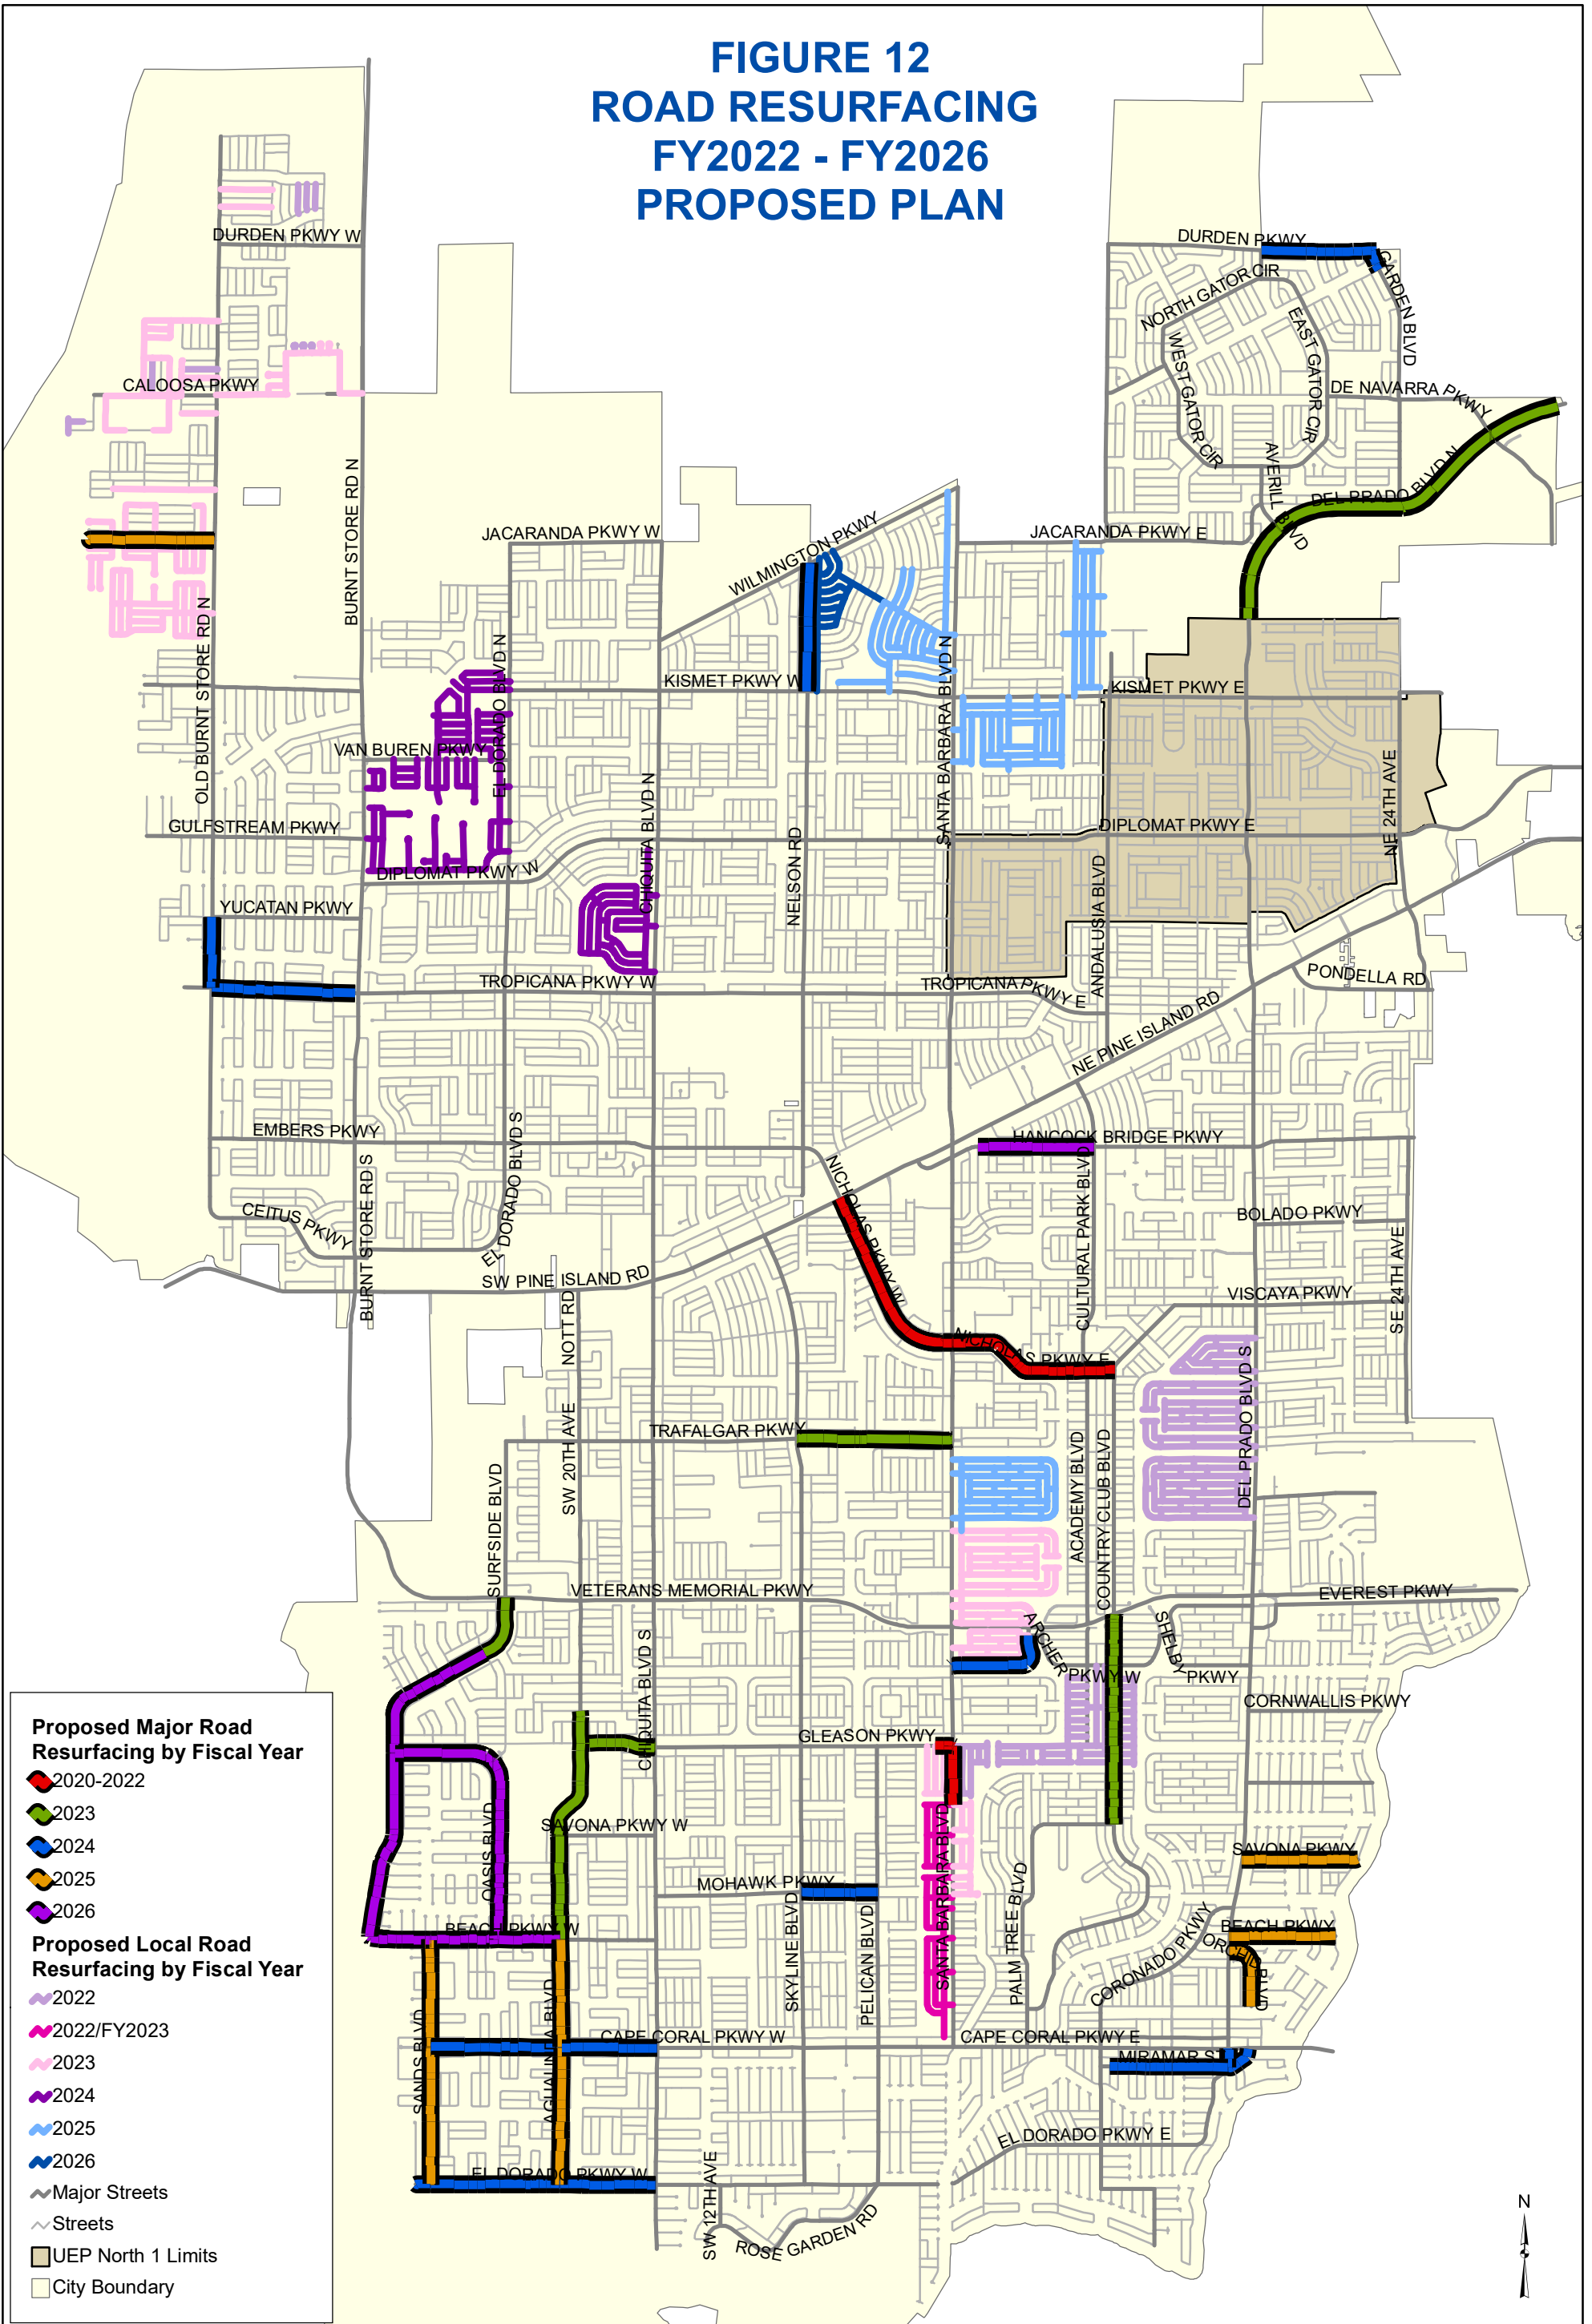 FIGURE 12
ROAD RESURFACING
FY2022 - FY2026
PROPOSED PLAN
DURDEN PKWY W
DURDEN PKWY
GARDEN BLVD
NORTH GATOR CIR
EAST GATOR CIR
WEST GATOR CIR
CALOOSA PKWY
DE NAVARRA PKWY
AVERILL BLVD
DEL PRADO BLVD N
BURNT STORE RD N
JACARANDA PKWY W
WILMINGTON PKWY
JACARANDA PKWY E
OLD BURNT STORE RD N
EL DORADO BLVD N
SANTA BARBARA BLVD N
KISMET PKWY W
KISMET PKWY E
VAN BUREN PKWY
CHIQUITA BLVD N
NELSON RD
NE 24TH AVE
GULFSTREAM PKWY
DIPLOMAT PKWY E
DIPLOMAT PKWY W
ANDALUSIA BLVD
YUCATAN PKWY
TROPICANA PKWY W
TROPICANA PKWY E
PONDELLA RD
NE PINE ISLAND RD
EMBERS PKWY
HANCOCK BRIDGE PKWY
EL DORADO BLVD S
BURNT STORE RD S
NICHOLAS PKWY W
CULTURAL PARK BLVD
CEITUS PKWY
BOLADO PKWY
SE 24TH AVE
SW PINE ISLAND RD
VISCAYA PKWY
NOTT RD
NICHOLAS PKWY E
DEL PRADO BLVD S
TRAFALGAR PKWY
SW 20TH AVE
ACADEMY BLVD
COUNTRY CLUB BLVD
SURFSIDE BLVD
VETERANS MEMORIAL PKWY
EVEREST PKWY
ARCHER PKWY W
SHELBY PKWY
CHIQUITA BLVD S
CORNWALLIS PKWY
GLEASON PKWY
OASIS BLVD
SAVONA PKWY W
SANTA BARBARA BLVD
SAVONA PKWY
MOHAWK PKWY
SKYLINE BLVD
PELICAN BLVD
PALM TREE BLVD
BEACH PKWY W
BEACH PKWY
CORONADO PKWY
ORCHID BLVD
SANDS BLVD
AGUALINDA BLVD
CAPE CORAL PKWY W
CAPE CORAL PKWY E
MIRAMAR ST
EL DORADO PKWY E
EL DORADO PKWY W
SW 12TH AVE
ROSE GARDEN RD
Proposed Major Road
Resurfacing by Fiscal Year
2020-2022
2023
2024
2025
2026
Proposed Local Road
Resurfacing by Fiscal Year
2022
2022/FY2023
2023
2024
2025
2026
Major Streets
Streets
UEP North 1 Limits
City Boundary
N